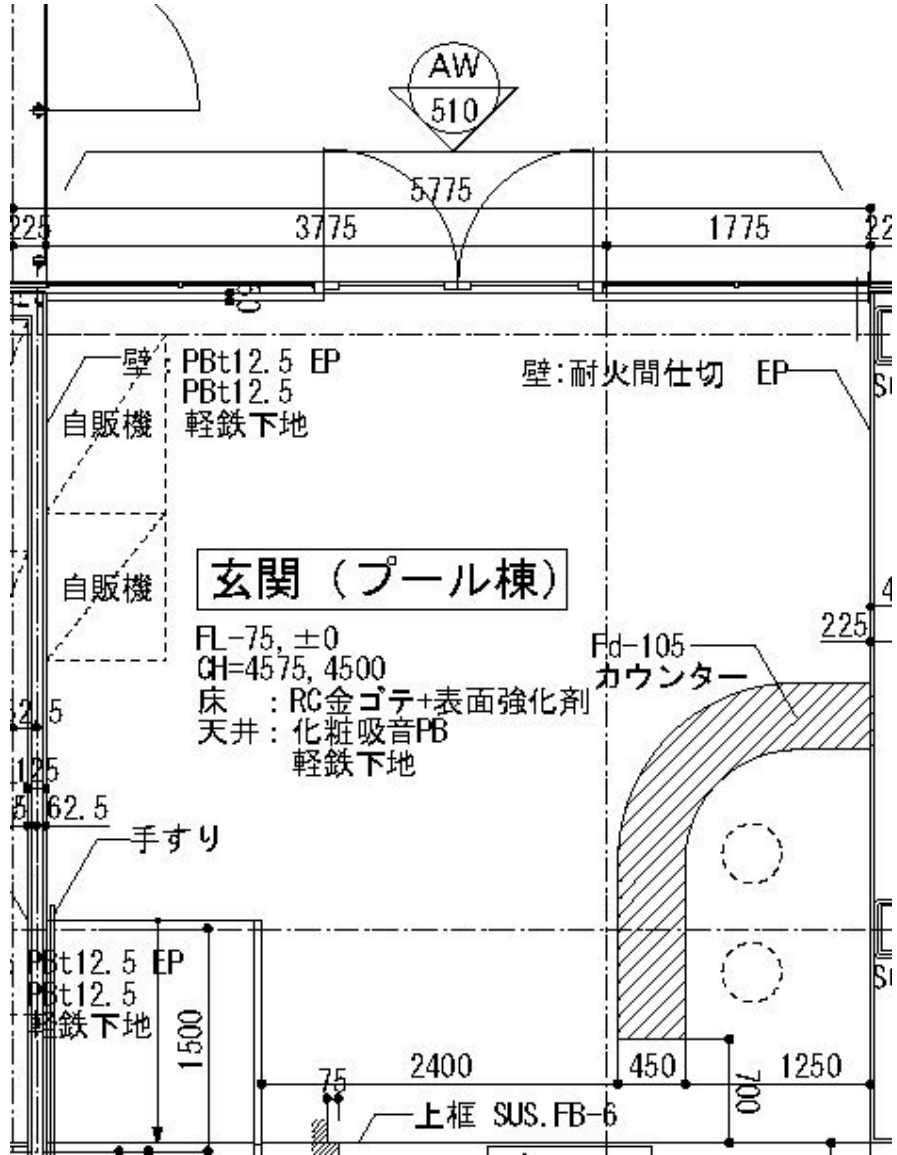 AW
510
5775
225
3775
1775
22
60
壁:PBt12.5 EP
PBt12.5
軽鉄下地
壁:耐火間仕切 EP
自販機
自販機
玄関(プール棟)
FL-75,±0
CH=4575,4500
床 :RC金ゴテ+表面強化剤
天井:化粧吸音PB
軽鉄下地
225
Fd-105
カウンター
125
62.5
手すり
PBt12.5 EP
PBt12.5
軽鉄下地
1500
2400
450
1250
700
75
上框 SUS.FB-6